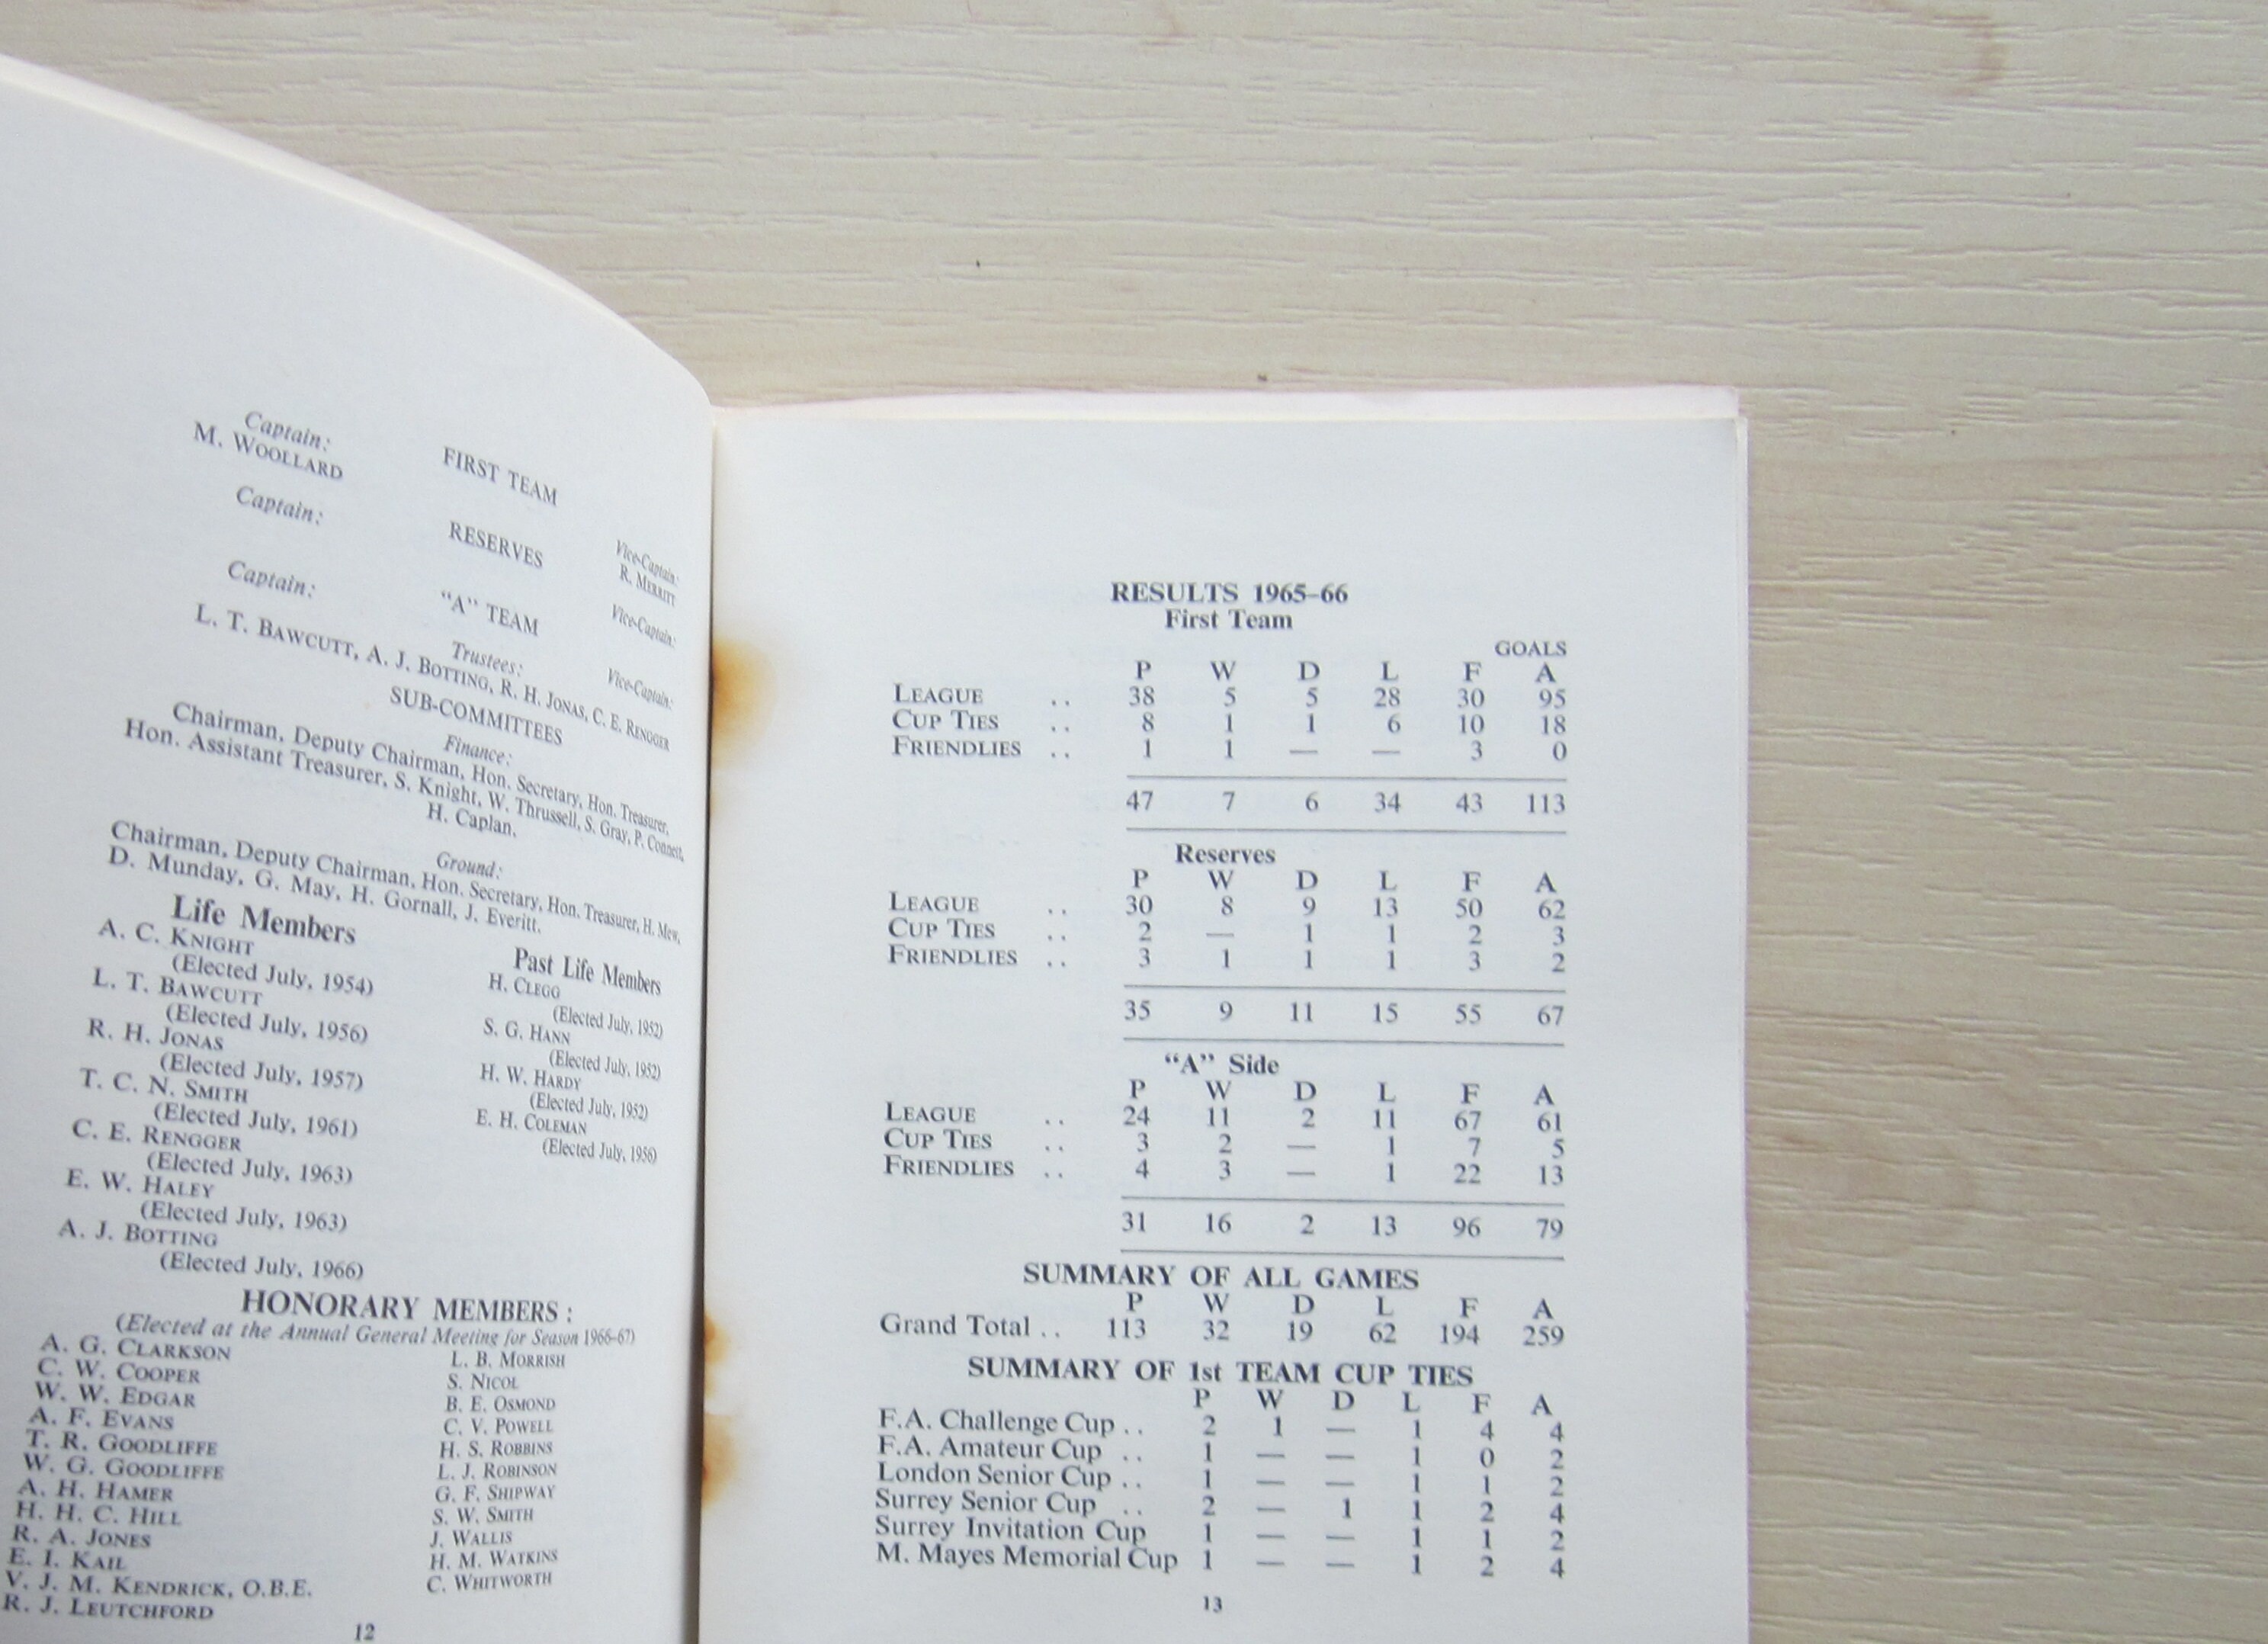 Captain:
M. WOOLLARD
FIRST TEAM
Vice-Captain:
R. MERRITT
Captain:
RESERVES
Vice-Captain:
Captain:
"A" TEAM
Vice-Captain:
Trustees:
L. T. BAWCUTT, A. J. BOTTING, R. H. JONAS, C. E. RENGGER
SUB-COMMITTEES
Finance:
Chairman, Deputy Chairman, Hon. Secretary, Hon. Treasurer,
Hon. Assistant Treasurer, S. Knight, W. Thrussell, S. Gray, P. Connest,
H. Caplan.
Ground:
Chairman, Deputy Chairman, Hon. Secretary, Hon. Treasurer, H. Mew,
D. Munday, G. May, H. Gornall, J. Everitt.
Life Members
A. C. KNIGHT
(Elected July, 1954)
L. T. BAWCUTT
(Elected July, 1956)
R. H. JONAS
(Elected July, 1957)
T. C. N. SMITH
(Elected July, 1961)
C. E. RENGGER
(Elected July, 1963)
E. W. HALEY
(Elected July, 1963)
A. J. BOTTING
(Elected July, 1966)
Past Life Members
H. CLEGG
(Elected July, 1952)
S. G. HANN
(Elected July, 1952)
H. W. HARDY
(Elected July, 1952)
E. H. COLEMAN
(Elected July, 1956)
HONORARY MEMBERS :
(Elected at the Annual General Meeting for Season 1966-67)
A. G. CLARKSON
C. W. COOPER
W. W. EDGAR
A. F. EVANS
T. R. GOODLIFFE
W. G. GOODLIFFE
A. H. HAMER
H. H. C. HILL
R. A. JONES
E. I. KAIL
V. J. M. KENDRICK, O.B.E.
R. J. LEUTCHFORD
L. B. MORRISH
S. NICOL
B. E. OSMOND
C. V. POWELL
H. S. ROBBINS
L. J. ROBINSON
G. F. SHIPWAY
S. W. SMITH
J. WALLIS
H. M. WATKINS
C. WHITWORTH
12
RESULTS 1965–66
First Team
GOALS
P W D L F A
LEAGUE .. 38 5 5 28 30 95
CUP TIES .. 8 1 1 6 10 18
FRIENDLIES .. 1 1 — — 3 0
47 7 6 34 43 113
Reserves
P W D L F A
LEAGUE .. 30 8 9 13 50 62
CUP TIES .. 2 — 1 1 2 3
FRIENDLIES .. 3 1 1 1 3 2
35 9 11 15 55 67
"A" Side
P W D L F A
LEAGUE .. 24 11 2 11 67 61
CUP TIES .. 3 2 — 1 7 5
FRIENDLIES .. 4 3 — 1 22 13
31 16 2 13 96 79
SUMMARY OF ALL GAMES
P W D L F A
Grand Total .. 113 32 19 62 194 259
SUMMARY OF 1st TEAM CUP TIES
P W D L F A
F.A. Challenge Cup .. 2 1 — 1 4 4
F.A. Amateur Cup .. 1 — — 1 0 2
London Senior Cup .. 1 — — 1 1 2
Surrey Senior Cup .. 2 — 1 1 2 4
Surrey Invitation Cup 1 — — 1 1 2
M. Mayes Memorial Cup 1 — — 1 2 4
13